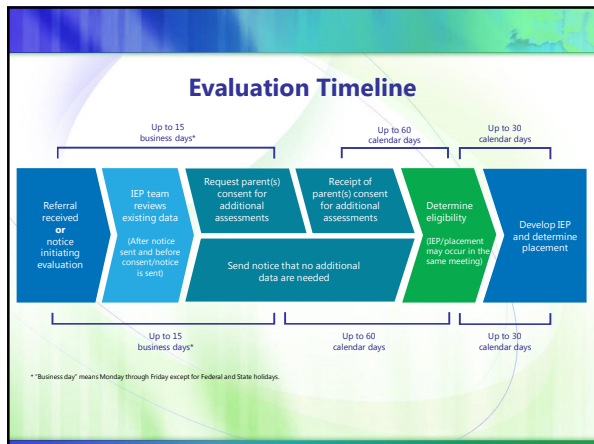 Evaluation Timeline
Up to 15
business days*
Up to 60
calendar days
Up to 30
calendar days
Referral
received
or
notice
initiating
evaluation
IEP team
reviews
existing data
(After notice
sent and before
consent/notice
is sent)
Request parent(s)
consent for
additional
assessments
Receipt of
parent(s) consent
for additional
assessments
Send notice that no additional
data are needed
Determine
eligibility
(IEP/placement
may occur in the
same meeting)
Develop IEP
and determine
placement
Up to 15
business days*
Up to 60
calendar days
Up to 30
calendar days
* "Business day" means Monday through Friday except for Federal and State holidays.